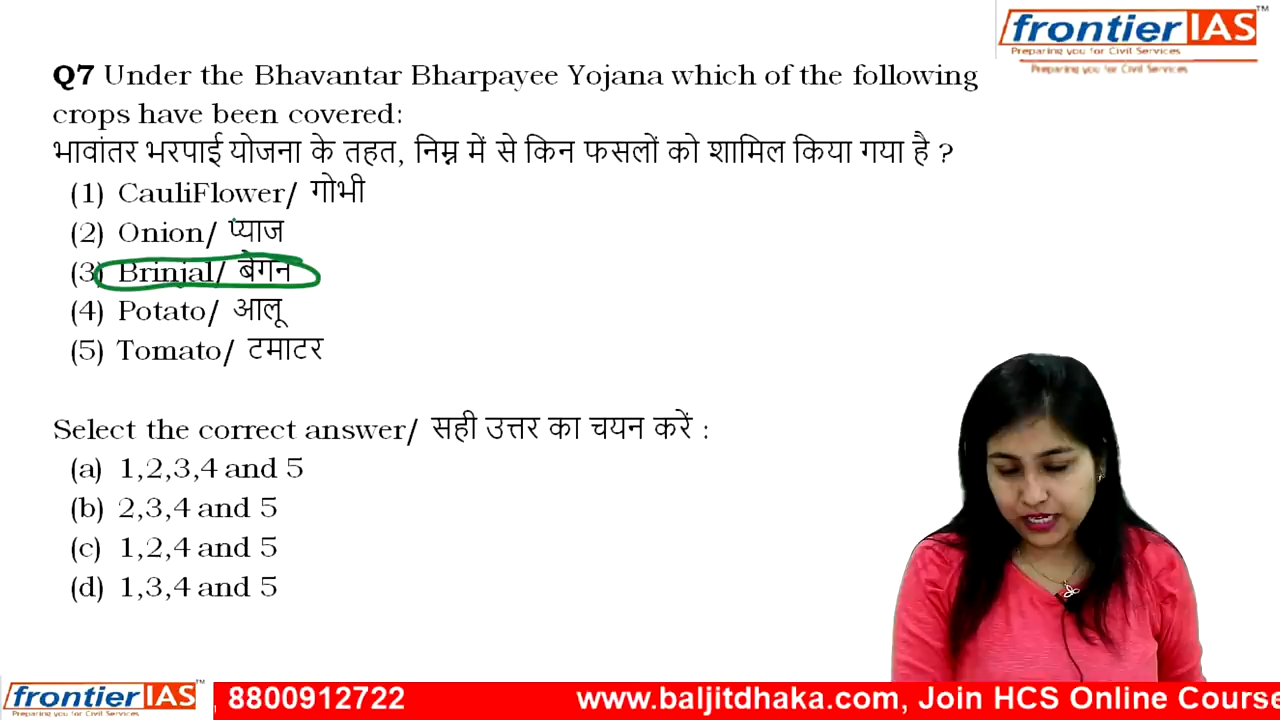 frontier IAS TM
Preparing you for Civil Services
Preparing you for Civil Services
Q7 Under the Bhavantar Bharpayee Yojana which of the following
crops have been covered:
भावांतर भरपाई योजना के तहत, निम्न में से किन फसलों को शामिल किया गया है ?
(1) CauliFlower/ गोभी
(2) Onion/ प्याज
(3) Brinjal/ बेगन
(4) Potato/ आलू
(5) Tomato/ टमाटर
Select the correct answer/ सही उत्तर का चयन करें :
(a) 1,2,3,4 and 5
(b) 2,3,4 and 5
(c) 1,2,4 and 5
(d) 1,3,4 and 5
frontier IAS TM
Preparing you for Civil Services
8800912722
www.baljitdhaka.com, Join HCS Online Course